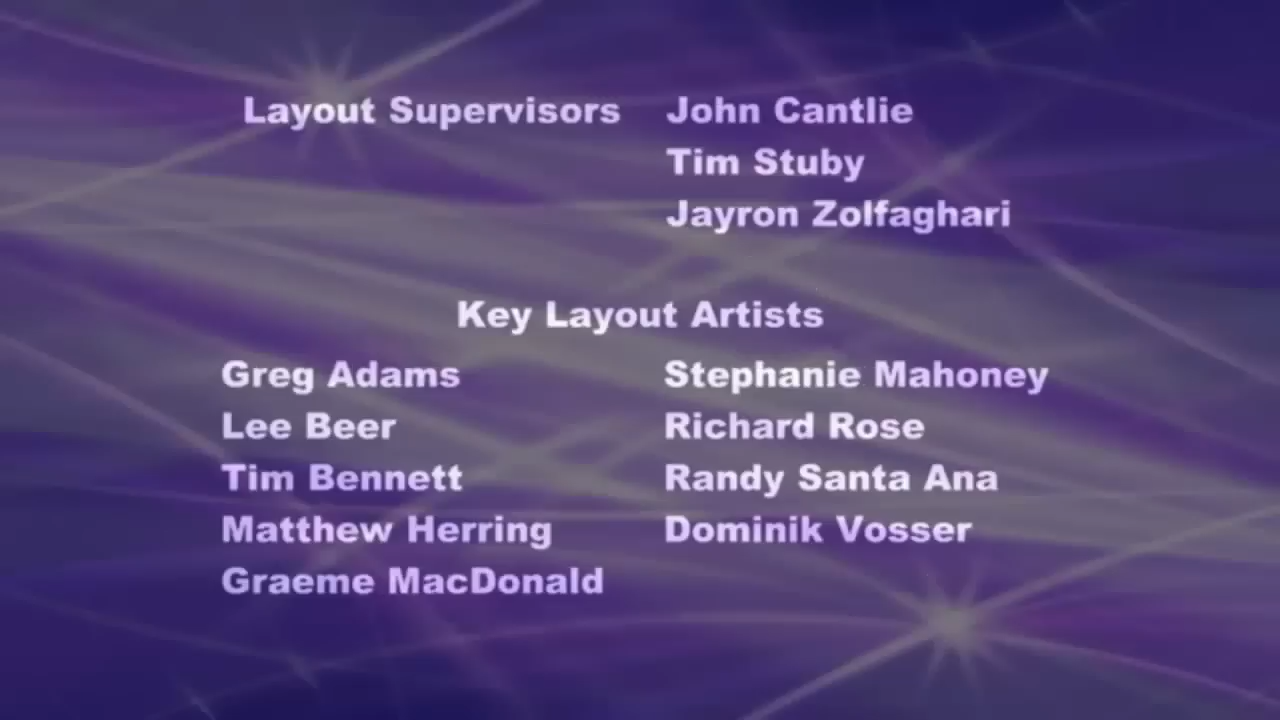 Layout Supervisors John Cantlie
Tim Stuby
Jayron Zolfaghari
Key Layout Artists
Greg Adams Stephanie Mahoney
Lee Beer Richard Rose
Tim Bennett Randy Santa Ana
Matthew Herring Dominik Vosser
Graeme MacDonald